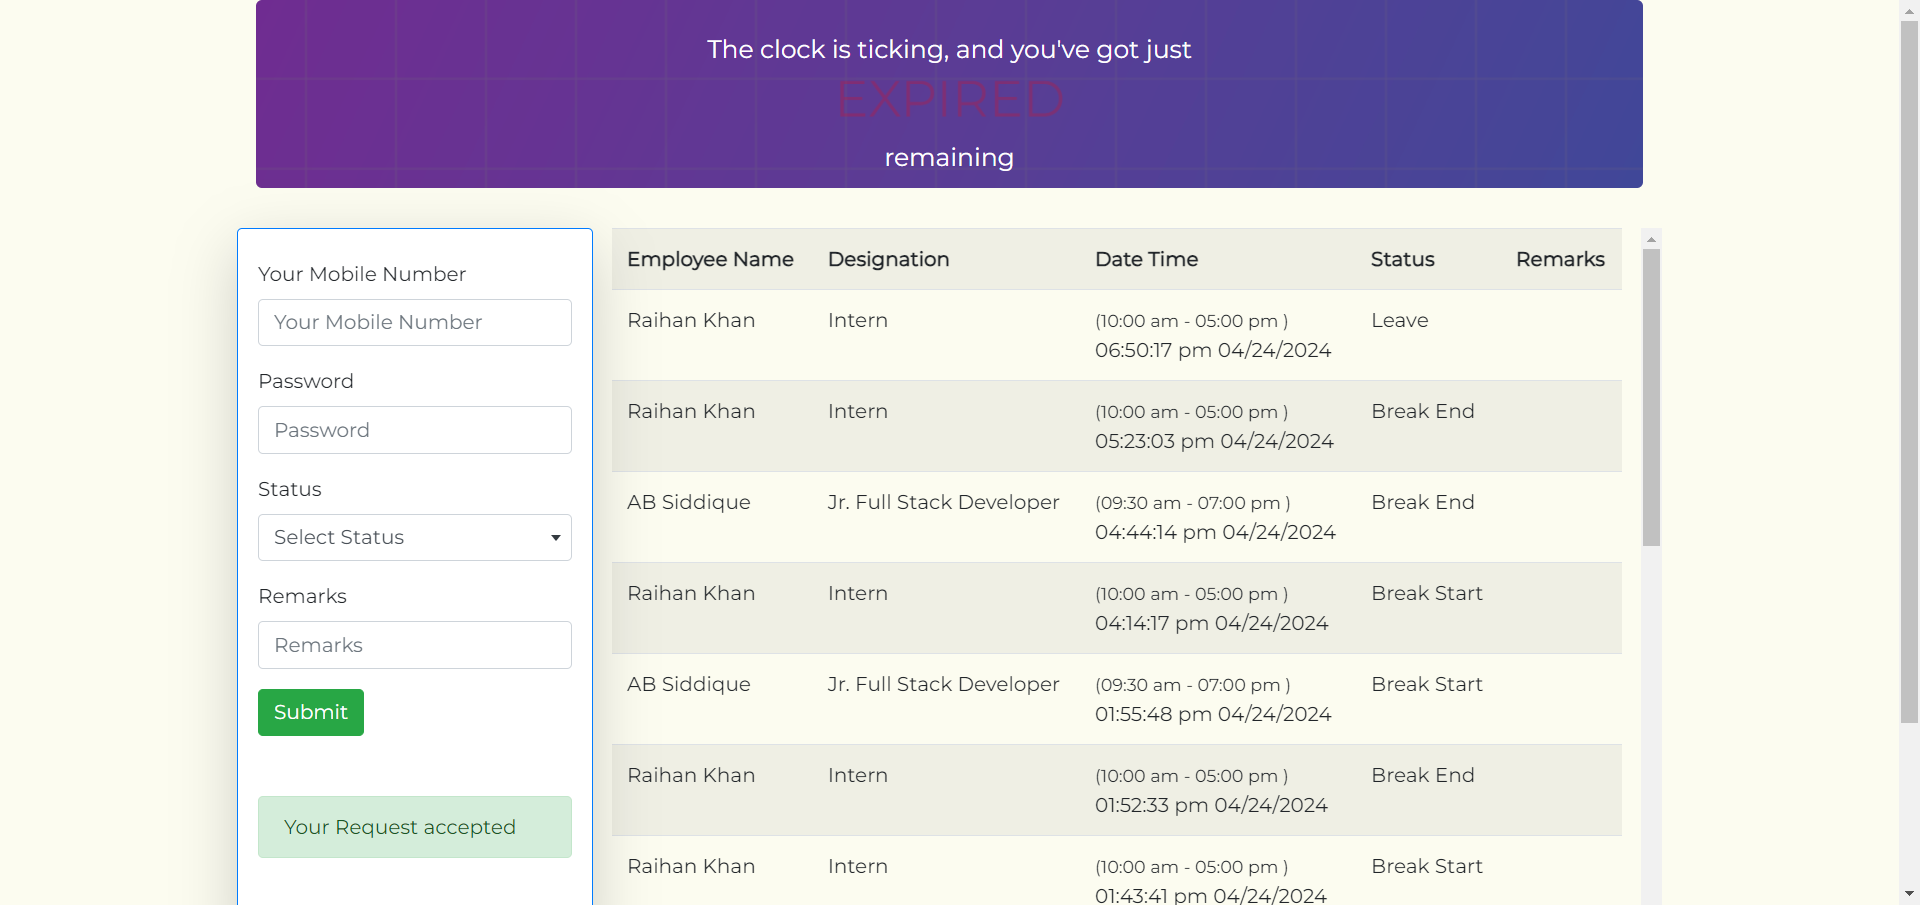 The clock is ticking, and you've got just
EXPIRED
remaining
Your Mobile Number
Your Mobile Number
Password
Password
Status
Select Status
Remarks
Remarks
Submit
Your Request accepted
Employee Name Designation Date Time Status Remarks
Raihan Khan Intern (10:00 am - 05:00 pm ) Leave
06:50:17 pm 04/24/2024
Raihan Khan Intern (10:00 am - 05:00 pm ) Break End
05:23:03 pm 04/24/2024
AB Siddique Jr. Full Stack Developer (09:30 am - 07:00 pm ) Break End
04:44:14 pm 04/24/2024
Raihan Khan Intern (10:00 am - 05:00 pm ) Break Start
04:14:17 pm 04/24/2024
AB Siddique Jr. Full Stack Developer (09:30 am - 07:00 pm ) Break Start
01:55:48 pm 04/24/2024
Raihan Khan Intern (10:00 am - 05:00 pm ) Break End
01:52:33 pm 04/24/2024
Raihan Khan Intern (10:00 am - 05:00 pm ) Break Start
01:43:41 pm 04/24/2024